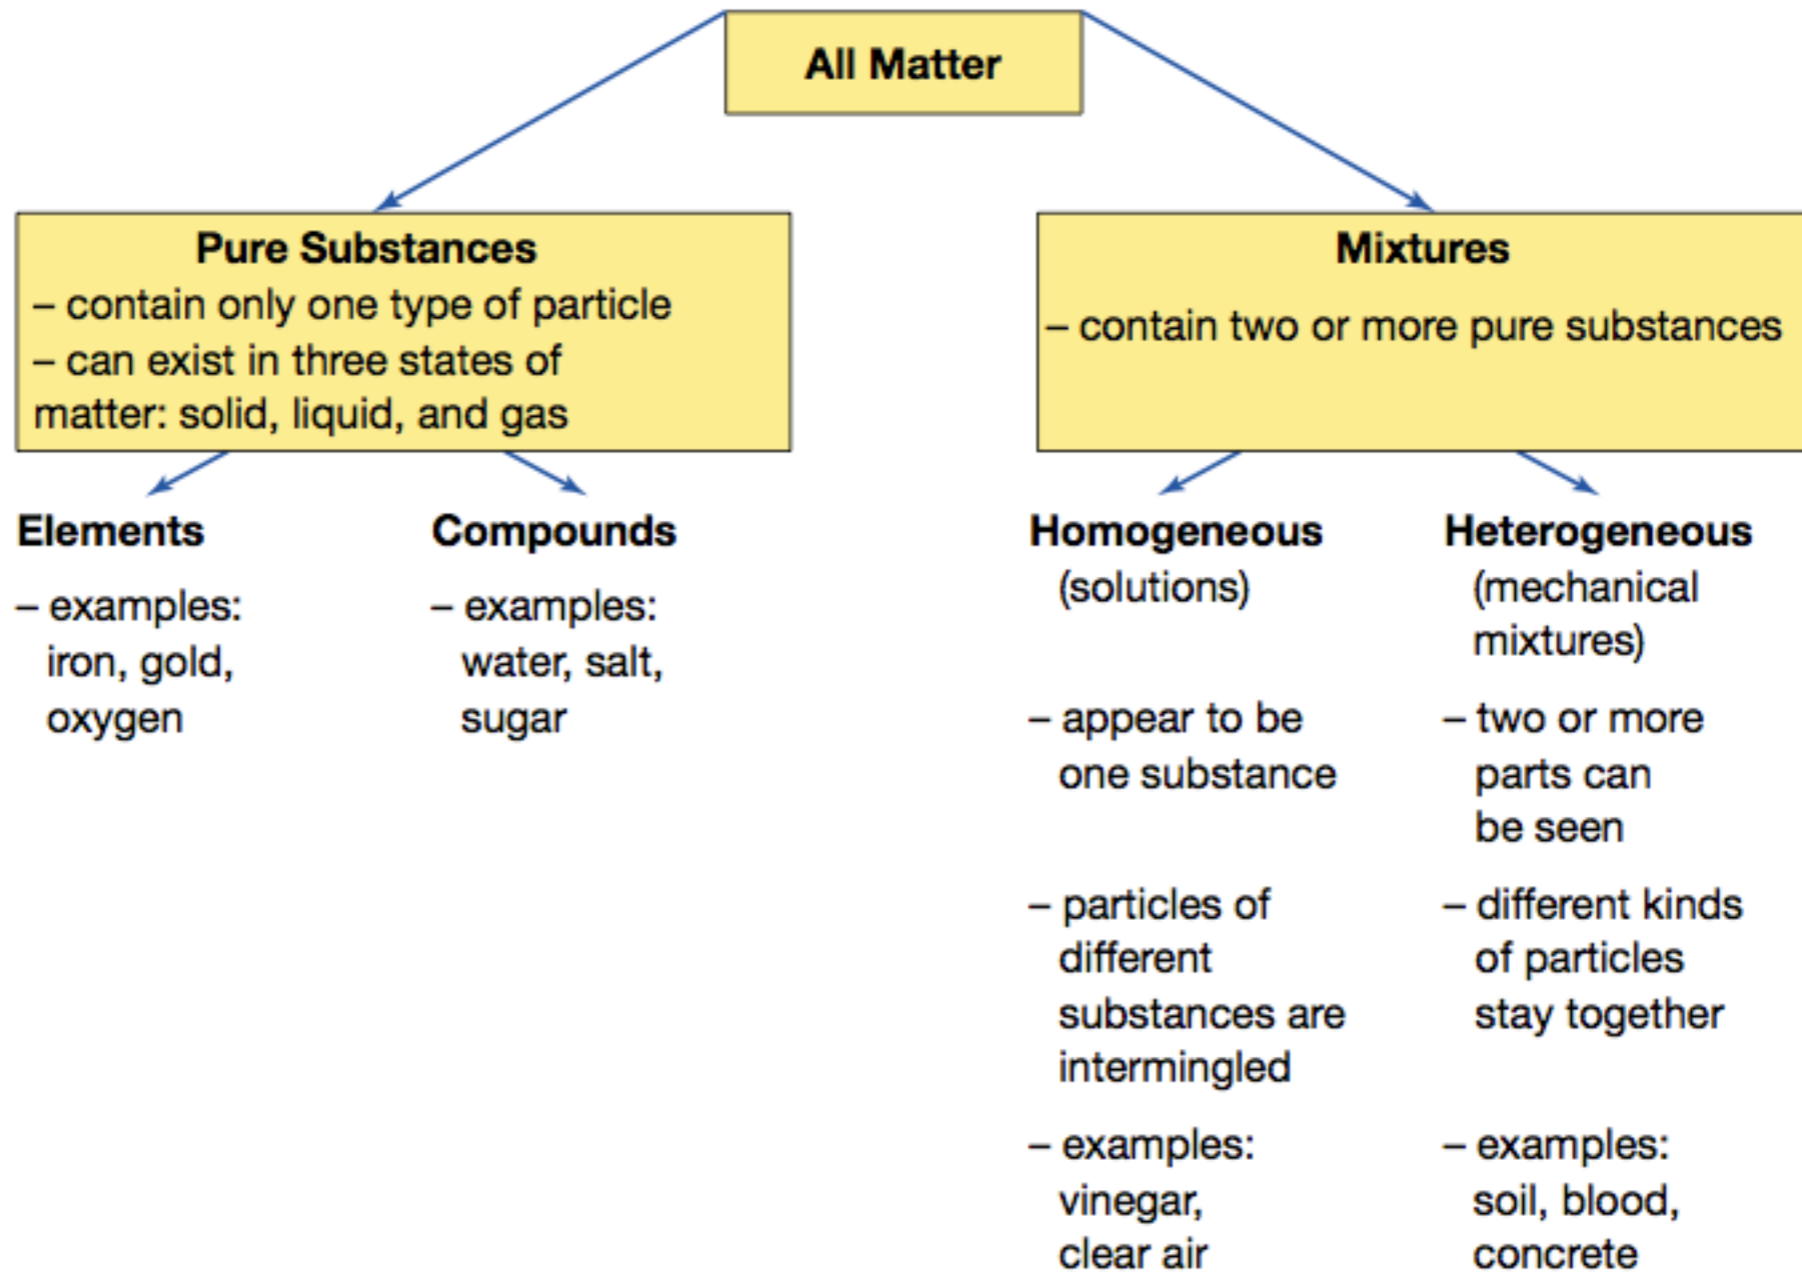 All Matter
Pure Substances
– contain only one type of particle
– can exist in three states of
matter: solid, liquid, and gas
Mixtures
– contain two or more pure substances
Elements
– examples:
iron, gold,
oxygen
Compounds
– examples:
water, salt,
sugar
Homogeneous
(solutions)
– appear to be
one substance
– particles of
different
substances are
intermingled
– examples:
vinegar,
clear air
Heterogeneous
(mechanical
mixtures)
– two or more
parts can
be seen
– different kinds
of particles
stay together
– examples:
soil, blood,
concrete